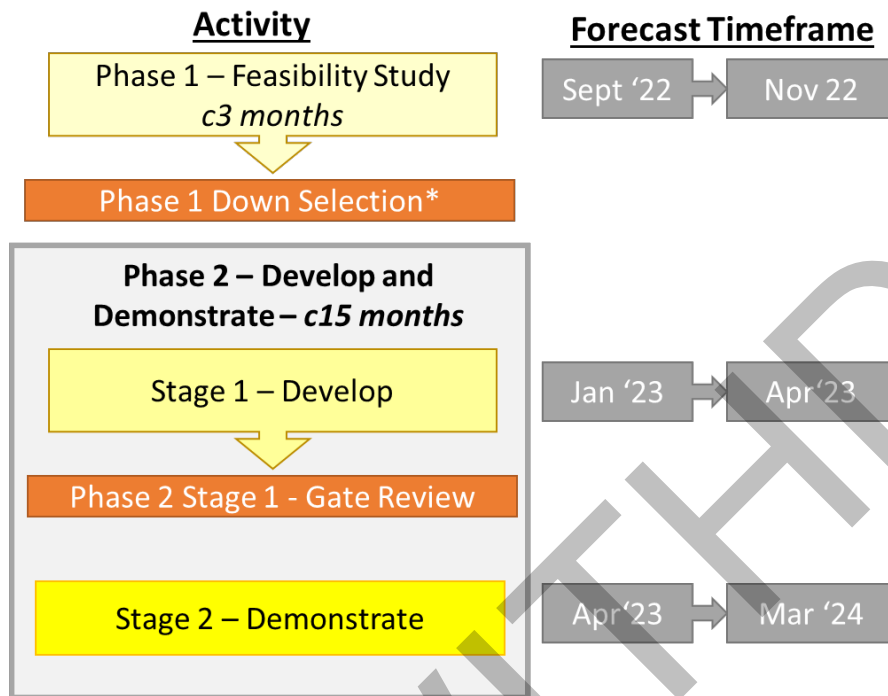 Activity
Forecast Timeframe
Phase 1 – Feasibility Study
c3 months
Sept ‘22
Nov 22
Phase 1 Down Selection*
Phase 2 – Develop and
Demonstrate – c15 months
Stage 1 – Develop
Jan ‘23
Apr‘23
Phase 2 Stage 1 - Gate Review
Stage 2 – Demonstrate
Apr‘23
Mar ‘24